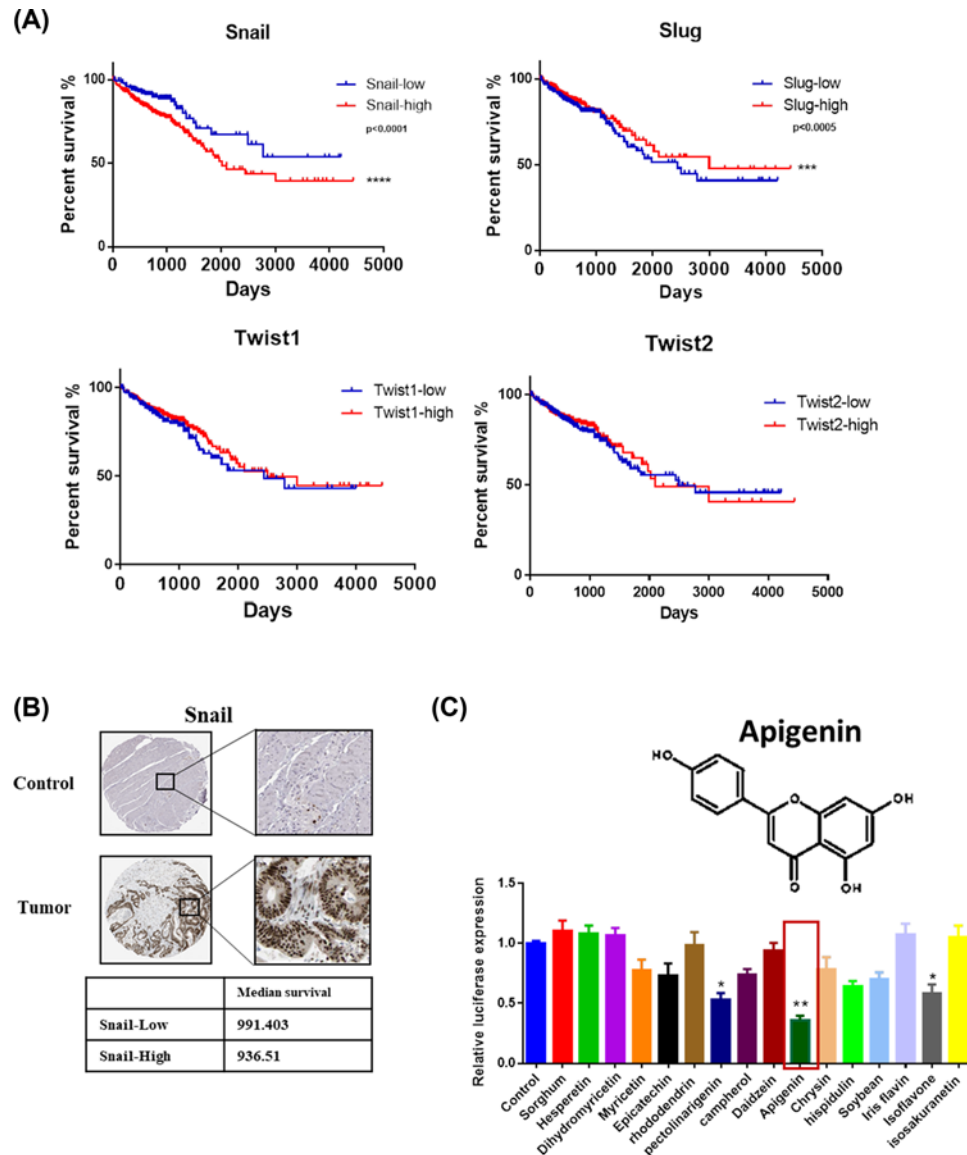 (A)
Snail
Percent survival %
100
50
0
0 1000 2000 3000 4000 5000
Days
Snail-low
Snail-high
p<0.0001
****
Slug
Percent survival %
100
50
0
0 1000 2000 3000 4000 5000
Days
Slug-low
Slug-high
p<0.0005
***
Twist1
Percent survival %
100
50
0
0 1000 2000 3000 4000 5000
Days
Twist1-low
Twist1-high
Twist2
Percent survival %
100
50
0
0 1000 2000 3000 4000 5000
Days
Twist2-low
Twist2-high
(B)
Snail
Control
Tumor
Median survival
Snail-Low 991.403
Snail-High 936.51
(C)
Apigenin
HO
O
OH
O
OH
Relative luciferase expression
1.5
1.0
0.5
0.0
*
**
*
Control
Sorghum
Hesperetin
Dihydromyricetin
Myricetin
Epicatechin
rhododendrin
pectolinarigenin
campherol
Daidzein
Apigenin
Chrysin
hispidulin
Soybean
Iris flavin
Isoflavone
isosakuranetin